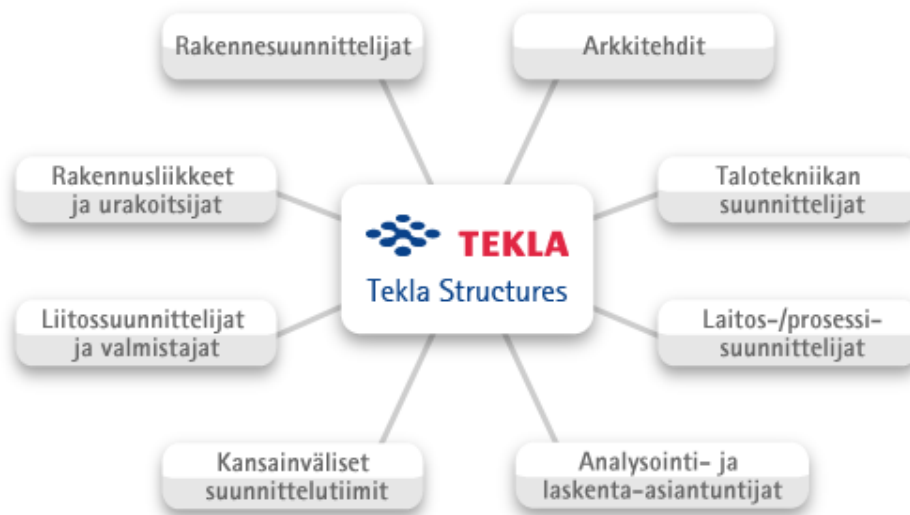 Rakennesuunnittelijat
Arkkitehdit
Rakennusliikkeet
ja urakoitsijat
Talotekniikan
suunnittelijat
TEKLA
Tekla Structures
Liitossuunnittelijat
ja valmistajat
Laitos-/prosessi-
suunnittelijat
Kansainväliset
suunnittelutiimit
Analysointi- ja
laskenta-asiantuntijat